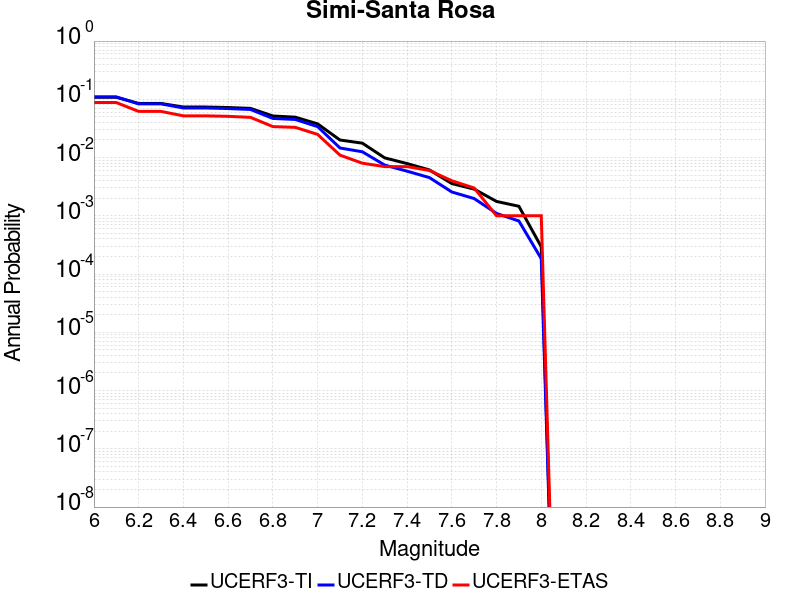 Simi-Santa Rosa
Annual Probability
10^0
10^-1
10^-2
10^-3
10^-4
10^-5
10^-6
10^-7
10^-8
6 6.2 6.4 6.6 6.8 7 7.2 7.4 7.6 7.8 8 8.2 8.4 8.6 8.8 9
Magnitude
UCERF3-TI UCERF3-TD UCERF3-ETAS